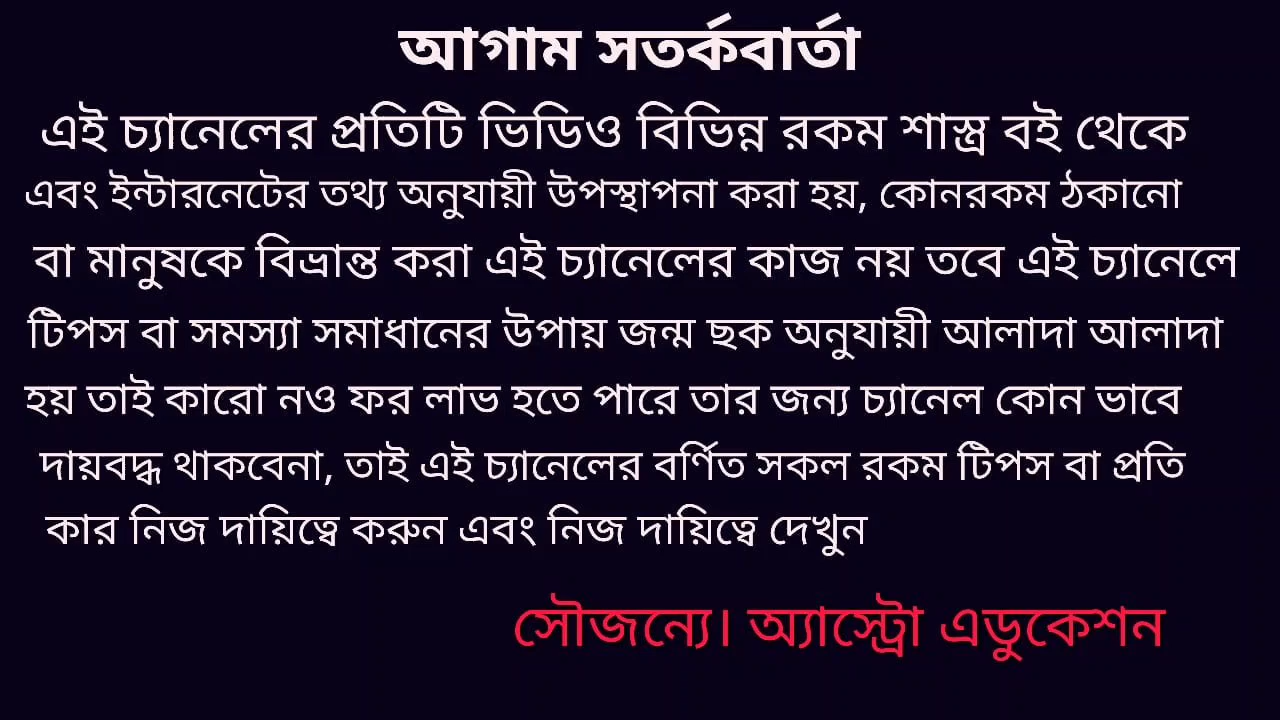 আগাম সতর্কবার্তা
এই চ্যানেলের প্রতিটি ভিডিও বিভিন্ন রকম শাস্ত্র বই থেকে
এবং ইন্টারনেটের তথ্য অনুযায়ী উপস্থাপনা করা হয়, কোনরকম ঠকানো
বা মানুষকে বিভ্রান্ত করা এই চ্যানেলের কাজ নয় তবে এই চ্যানেলে
টিপস বা সমস্যা সমাধানের উপায় জন্ম ছক অনুযায়ী আলাদা আলাদা
হয় তাই কারো নও ফর লাভ হতে পারে তার জন্য চ্যানেল কোন ভাবে
দায়বদ্ধ থাকবেনা, তাই এই চ্যানেলের বর্ণিত সকল রকম টিপস বা প্রতি
কার নিজ দায়িত্বে করুন এবং নিজ দায়িত্বে দেখুন
সৌজন্যে। অ্যাস্ট্রো এডুকেশন